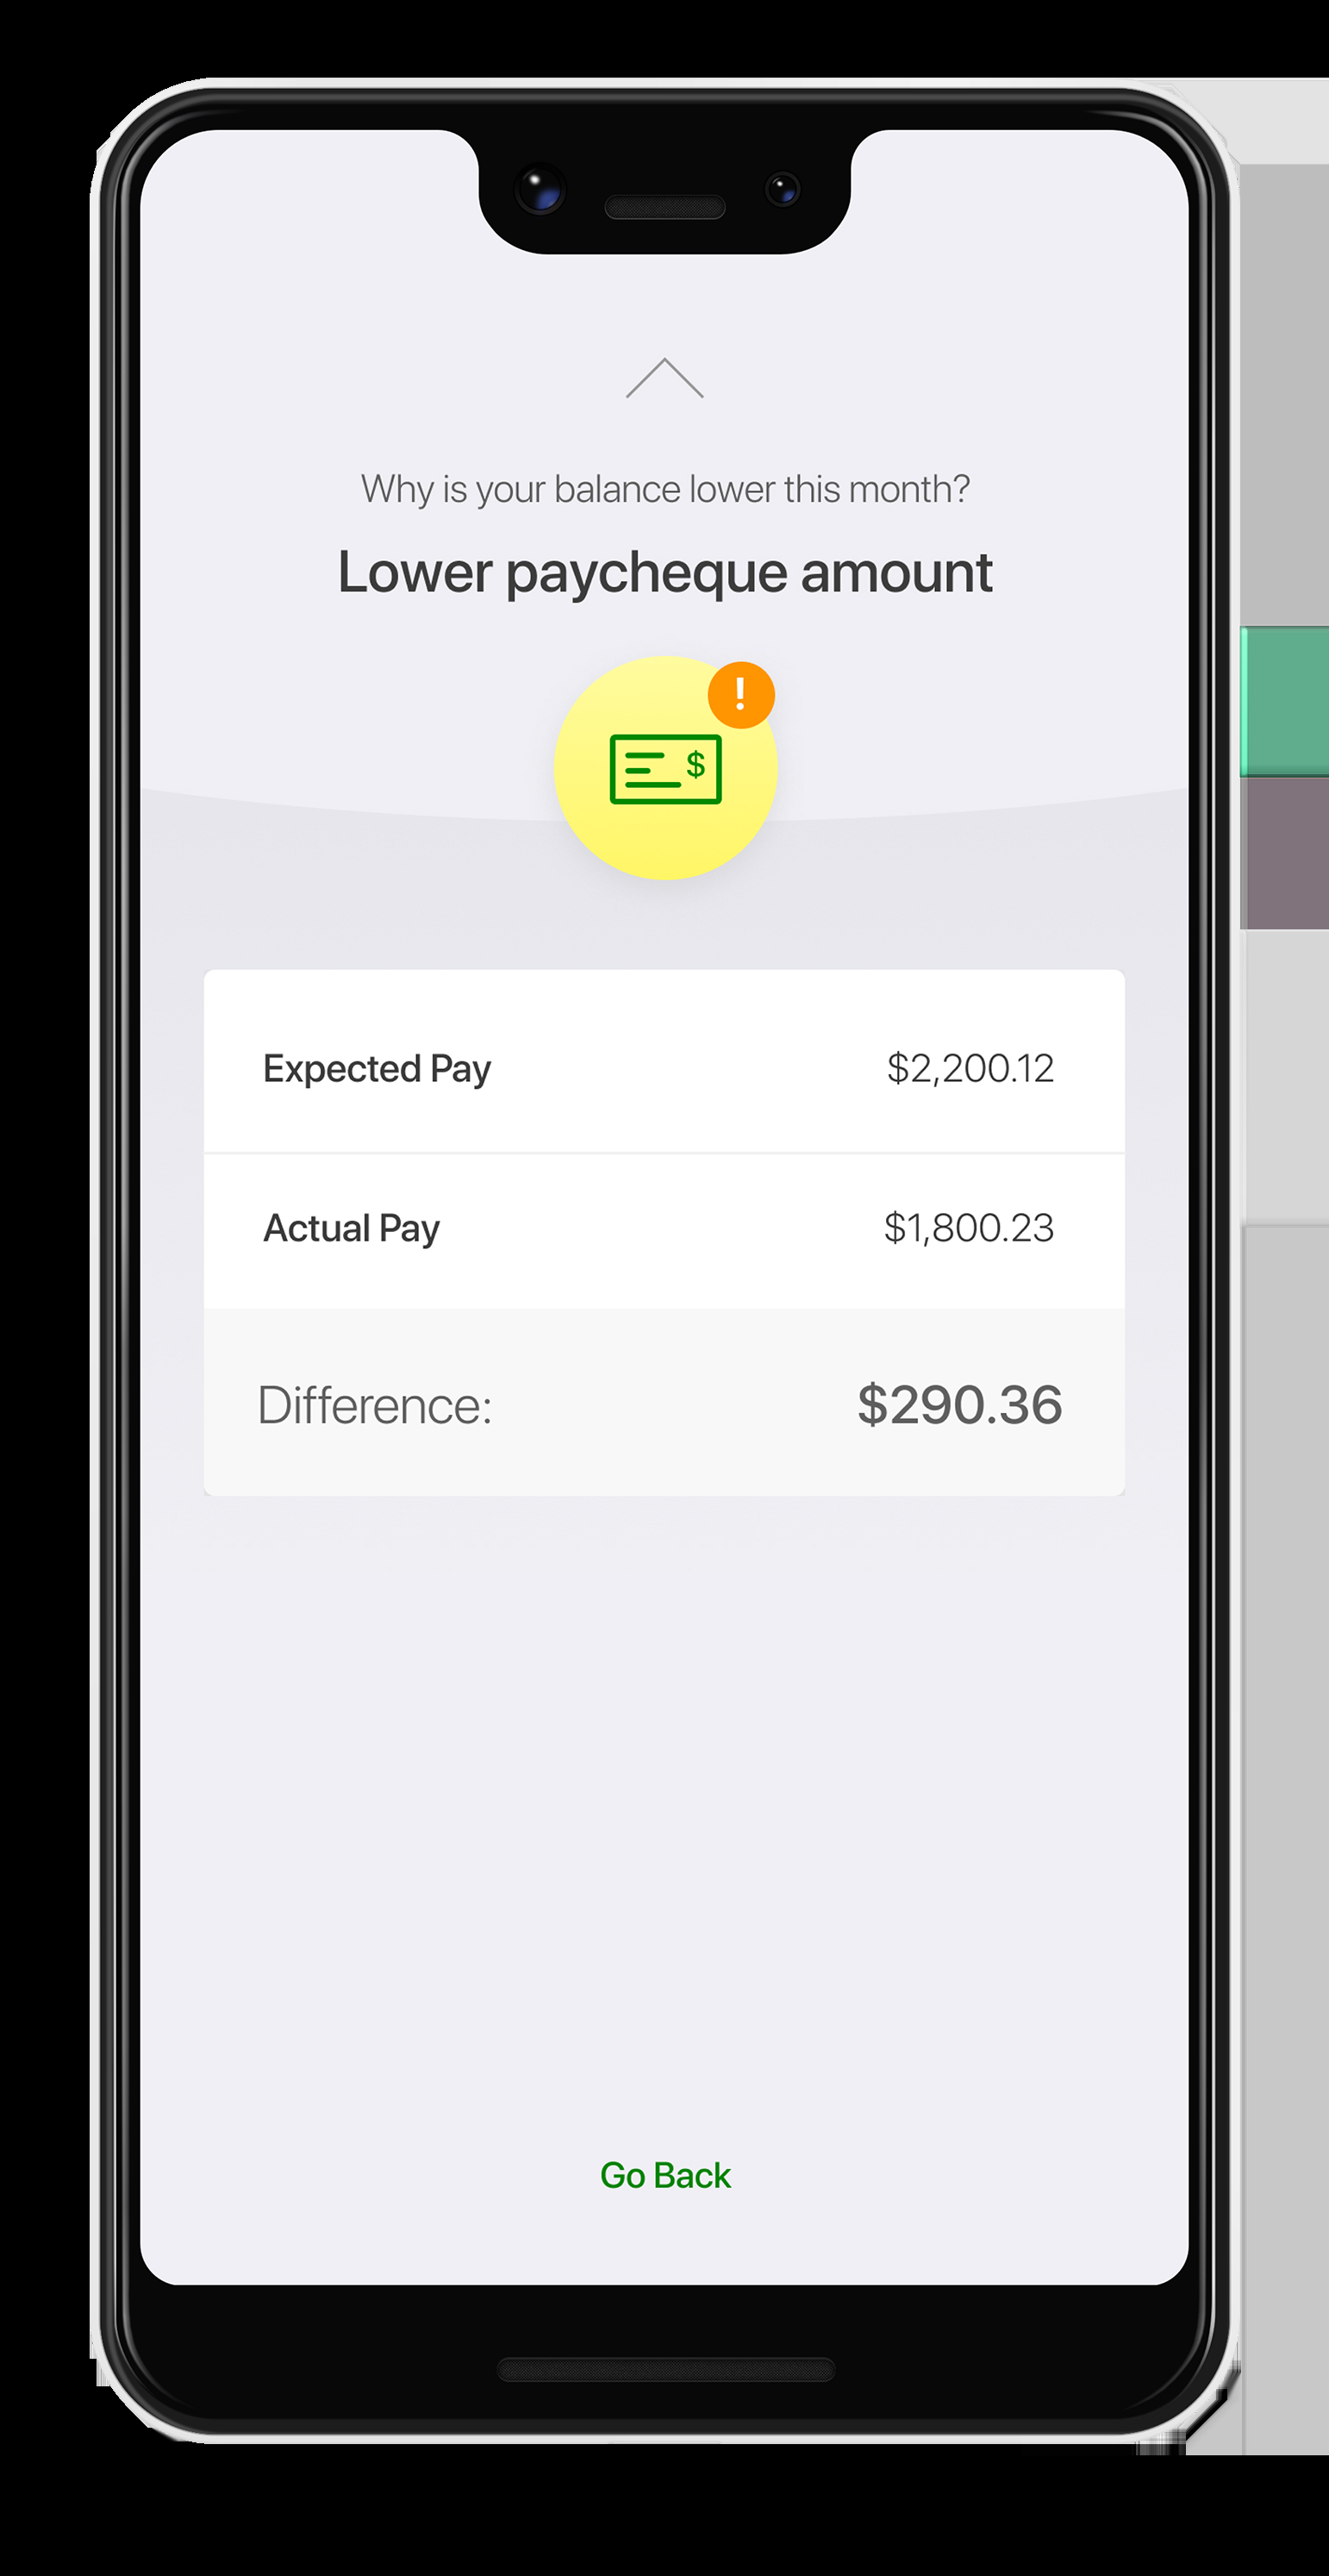 Why is your balance lower this month?
Lower paycheque amount
!
$
Expected Pay $2,200.12
Actual Pay $1,800.23
Difference: $290.36
Go Back